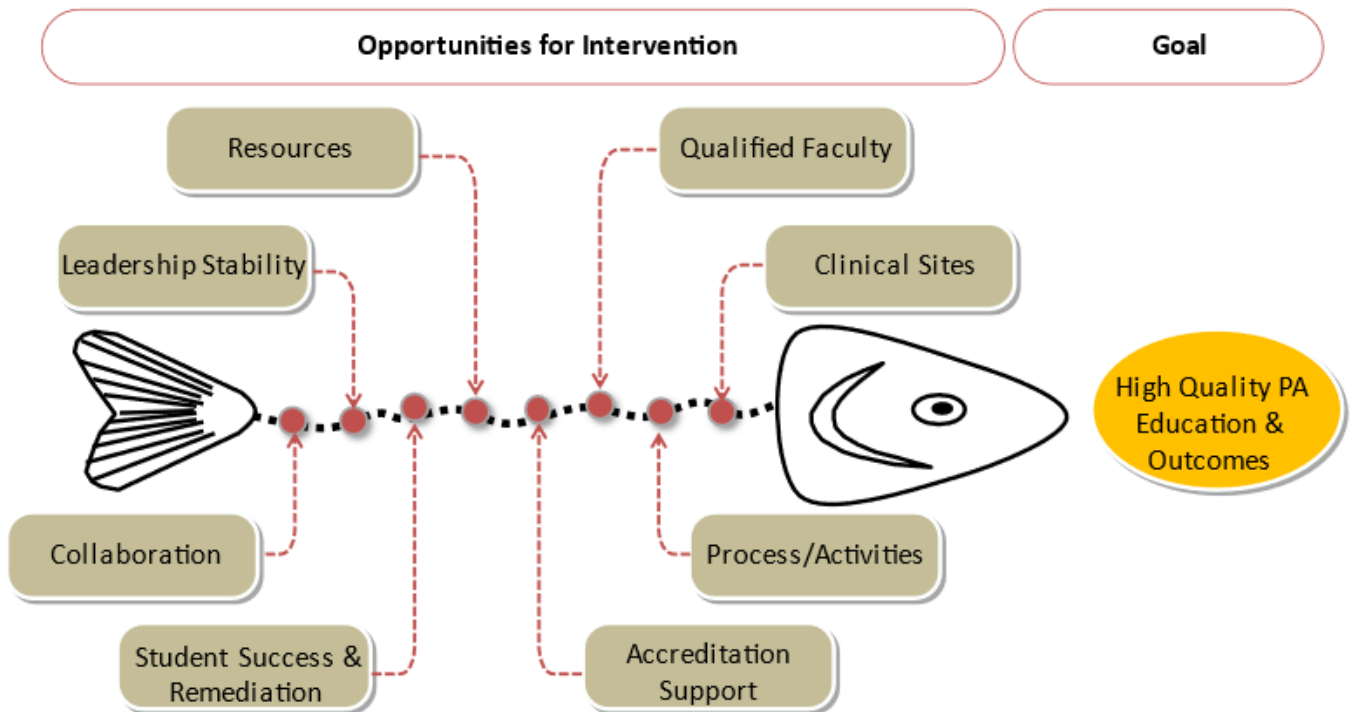 Opportunities for Intervention
Goal
Resources
Qualified Faculty
Leadership Stability
Clinical Sites
High Quality PA
Education &
Outcomes
Collaboration
Process/Activities
Student Success &
Remediation
Accreditation
Support